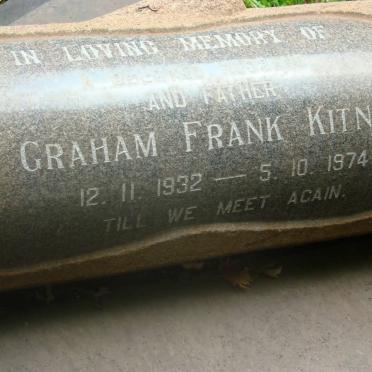 IN LOVING MEMORY OF
A BELOVED
AND FATHER
GRAHAM FRANK KITN
12. 11. 1932 — 5. 10. 1974
TILL WE MEET AGAIN.